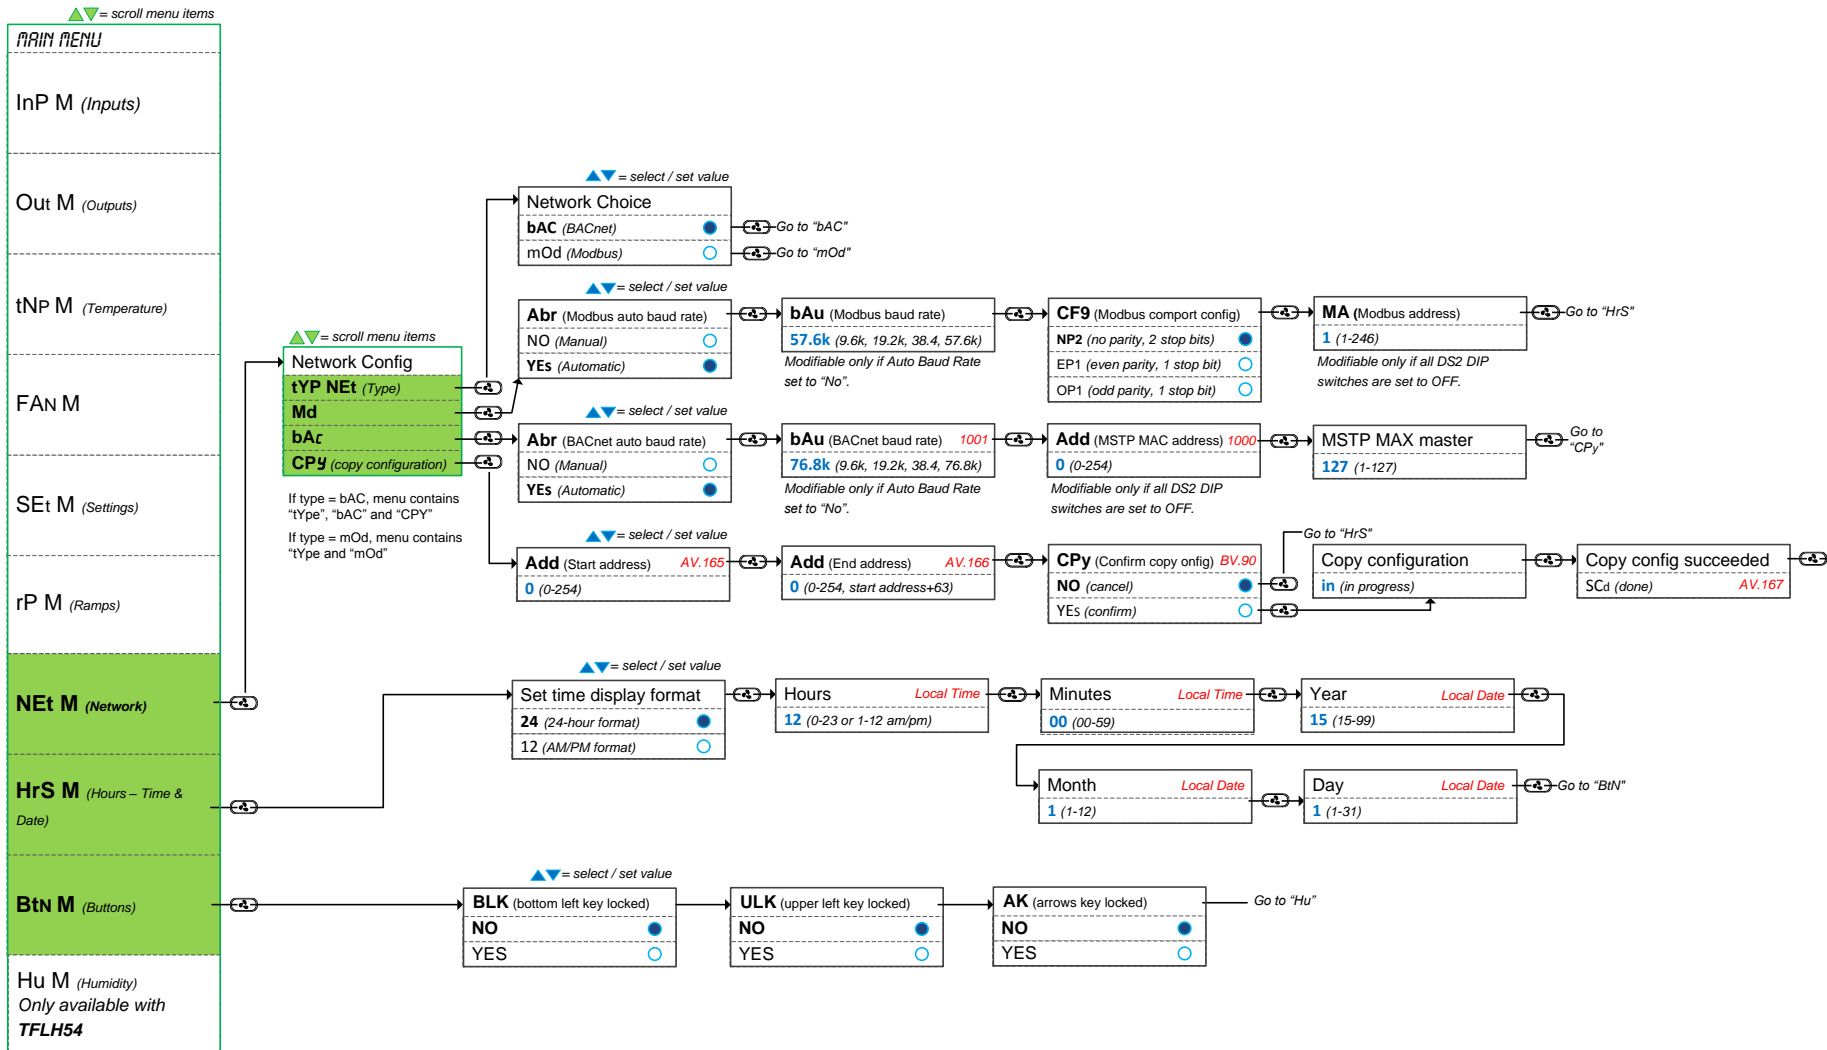 = scroll menu items
MAIN MENU
InP M (Inputs)
Out M (Outputs)
tNP M (Temperature)
FAN M
SEt M (Settings)
rP M (Ramps)
NEt M (Network)
HrS M (Hours – Time &
Date)
BtN M (Buttons)
Hu M (Humidity)
Only available with
TFLH54
= scroll menu items
Network Config
tYP NEt (Type)
Md
bAc
CPy (copy configuration)
If type = bAC, menu contains
“tYpe”, “bAC” and “CPY”
If type = mOd, menu contains
“tYpe and “mOd”
= select / set value
Network Choice
bAC (BACnet)
Go to “bAC"
mOd (Modbus)
Go to “mOd"
= select / set value
Abr (Modbus auto baud rate)
NO (Manual)
YEs (Automatic)
bAu (Modbus baud rate)
57.6k (9.6k, 19.2k, 38.4, 57.6k)
Modifiable only if Auto Baud Rate
set to “No”.
CF9 (Modbus comport config)
NP2 (no parity, 2 stop bits)
EP1 (even parity, 1 stop bit)
OP1 (odd parity, 1 stop bit)
MA (Modbus address)
1 (1-246)
Modifiable only if all DS2 DIP
switches are set to OFF.
Go to “HrS"
= select / set value
Abr (BACnet auto baud rate)
NO (Manual)
YEs (Automatic)
bAu (BACnet baud rate) 1001
76.8k (9.6k, 19.2k, 38.4, 76.8k)
Modifiable only if Auto Baud Rate
set to “No”.
Add (MSTP MAC address) 1000
0 (0-254)
Modifiable only if all DS2 DIP
switches are set to OFF.
MSTP MAX master
127 (1-127)
Go to
“CPy"
= select / set value
Add (Start address) AV.165
0 (0-254)
Add (End address) AV.166
0 (0-254, start address+63)
CPy (Confirm copy onfig) BV.90
NO (cancel)
YEs (confirm)
Go to “HrS"
Copy configuration
in (in progress)
Copy config succeeded
SCd (done) AV.167
= select / set value
Set time display format
24 (24-hour format)
12 (AM/PM format)
Hours Local Time
12 (0-23 or 1-12 am/pm)
Minutes Local Time
00 (00-59)
Year Local Date
15 (15-99)
Month Local Date
1 (1-12)
Day Local Date
1 (1-31)
Go to “BtN"
= select / set value
BLK (bottom left key locked)
NO
YES
ULK (upper left key locked)
NO
YES
AK (arrows key locked)
NO
YES
Go to “Hu”